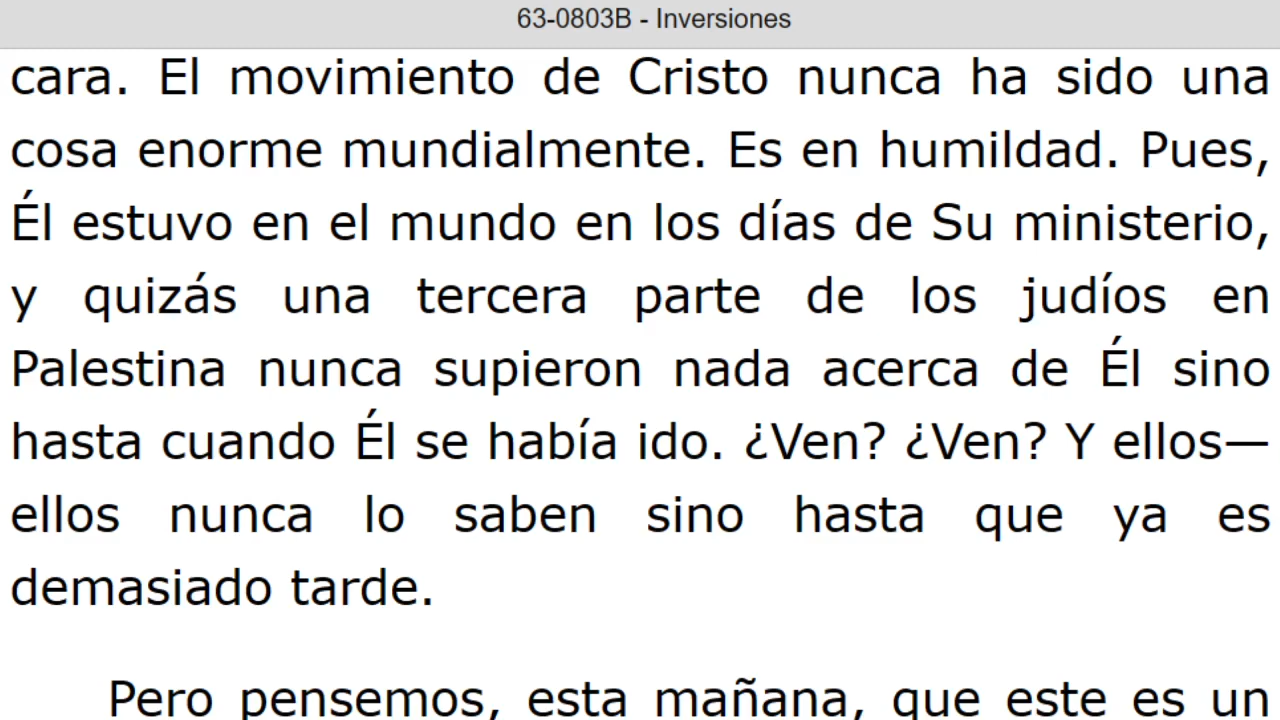 63-0803B - Inversiones
cara. El movimiento de Cristo nunca ha sido una
cosa enorme mundialmente. Es en humildad. Pues,
Él estuvo en el mundo en los días de Su ministerio,
y quizás una tercera parte de los judíos en
Palestina nunca supieron nada acerca de Él sino
hasta cuando Él se había ido. ¿Ven? ¿Ven? Y ellos—
ellos nunca lo saben sino hasta que ya es
demasiado tarde.
Pero pensemos, esta mañana, que este es un